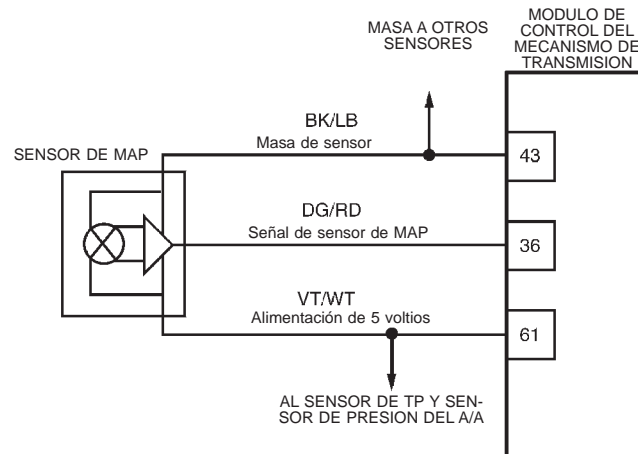 MODULO DE
CONTROL DEL
MECANISMO DE
TRANSMISION
MASA A OTROS
SENSORES
BK/LB
Masa de sensor
43
SENSOR DE MAP
DG/RD
Señal de sensor de MAP
36
VT/WT
Alimentación de 5 voltios
61
AL SENSOR DE TP Y SEN-
SOR DE PRESION DEL A/A